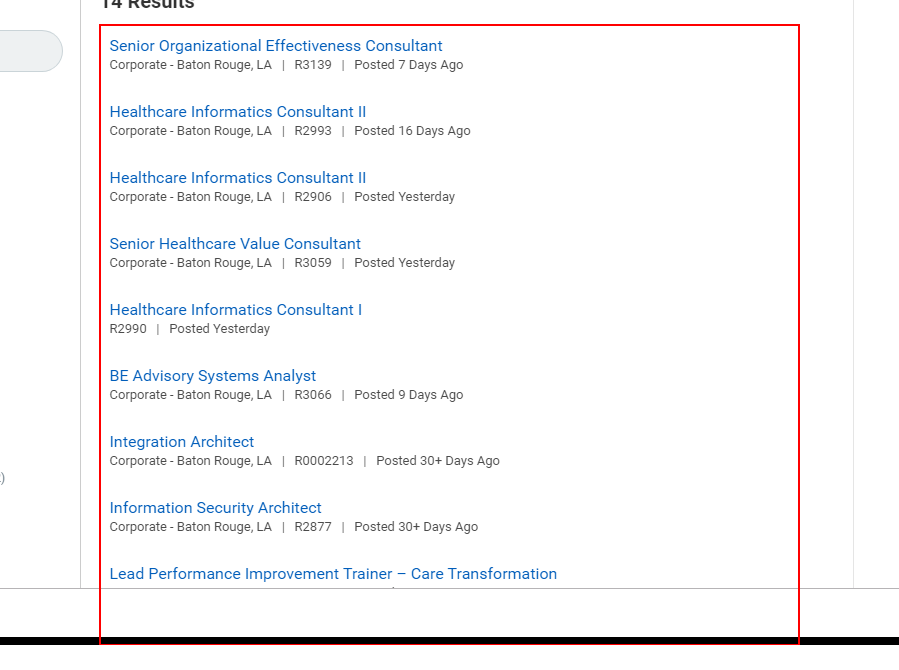 14 Results
Senior Organizational Effectiveness Consultant
Corporate - Baton Rouge, LA | R3139 | Posted 7 Days Ago
Healthcare Informatics Consultant II
Corporate - Baton Rouge, LA | R2993 | Posted 16 Days Ago
Healthcare Informatics Consultant II
Corporate - Baton Rouge, LA | R2906 | Posted Yesterday
Senior Healthcare Value Consultant
Corporate - Baton Rouge, LA | R3059 | Posted Yesterday
Healthcare Informatics Consultant I
R2990 | Posted Yesterday
BE Advisory Systems Analyst
Corporate - Baton Rouge, LA | R3066 | Posted 9 Days Ago
Integration Architect
Corporate - Baton Rouge, LA | R0002213 | Posted 30+ Days Ago
Information Security Architect
Corporate - Baton Rouge, LA | R2877 | Posted 30+ Days Ago
Lead Performance Improvement Trainer – Care Transformation